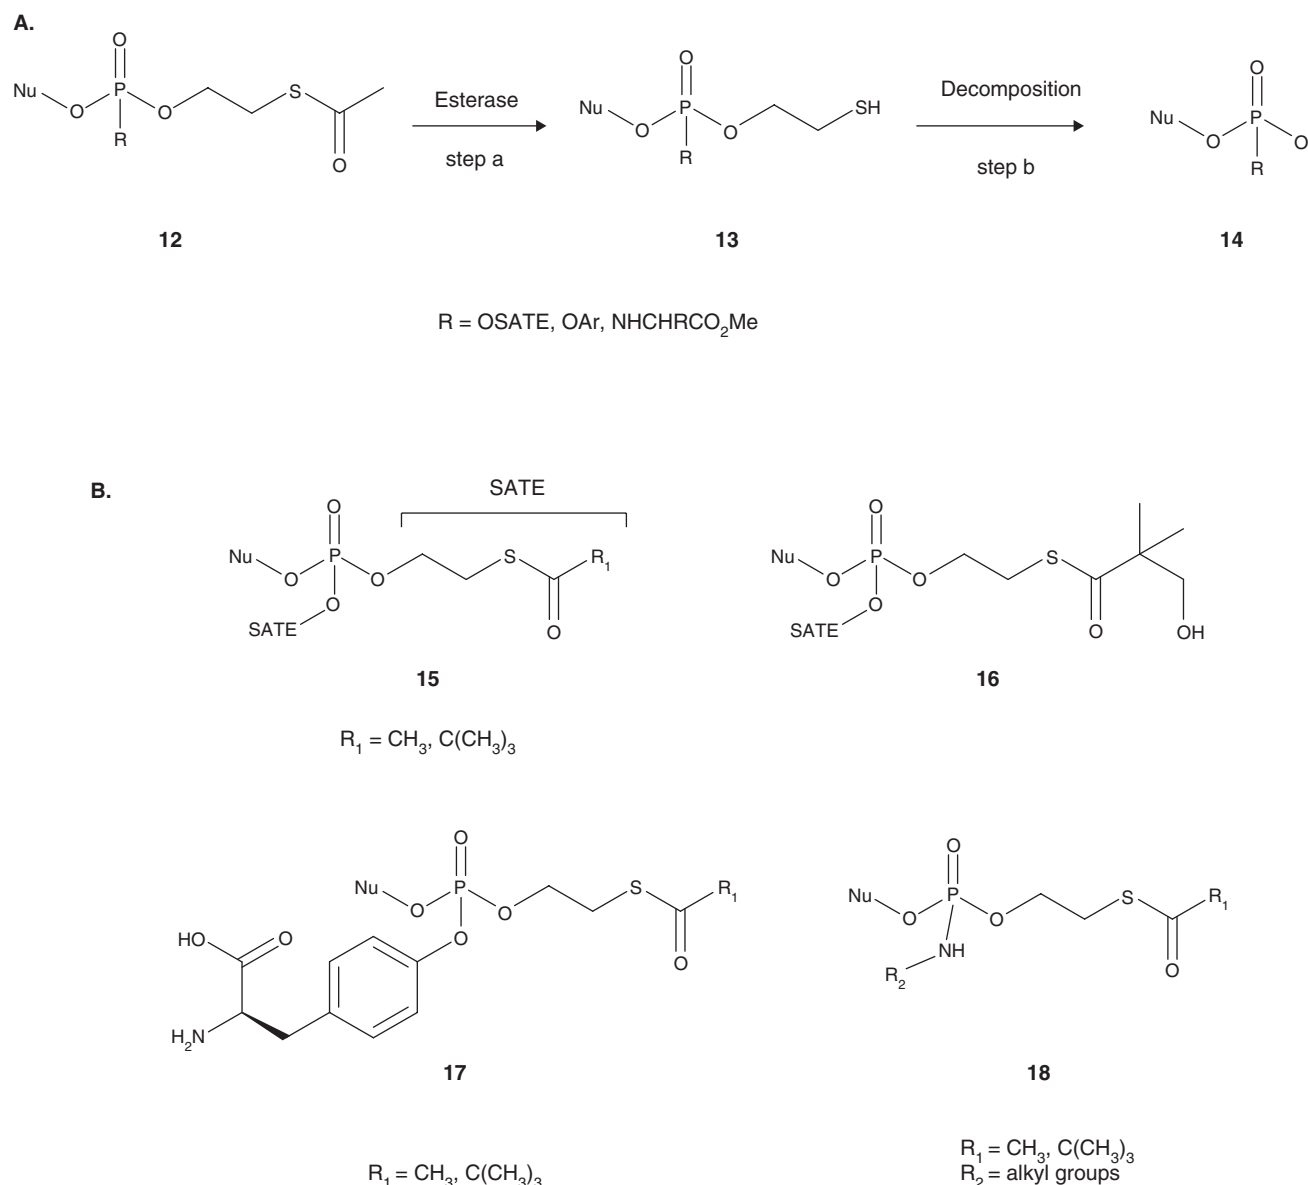 A.
O
Nu O P O S
R O
Esterase
step a
O
Nu O P O SH
R
Decomposition
step b
O
Nu O P O
R
12
13
14
R = OSATE, OAr, NHCHRCO₂Me
B.
SATE
O
Nu O P O S R₁
O O
SATE
15
R₁ = CH₃, C(CH₃)₃
O
Nu O P O S
O O OH
SATE
16
O
Nu O P O S R₁
O O
HO O
H₂N
17
R₁ = CH₃, C(CH₃)₃
O
Nu O P O S R₁
NH O
R₂
18
R₁ = CH₃, C(CH₃)₃
R₂ = alkyl groups